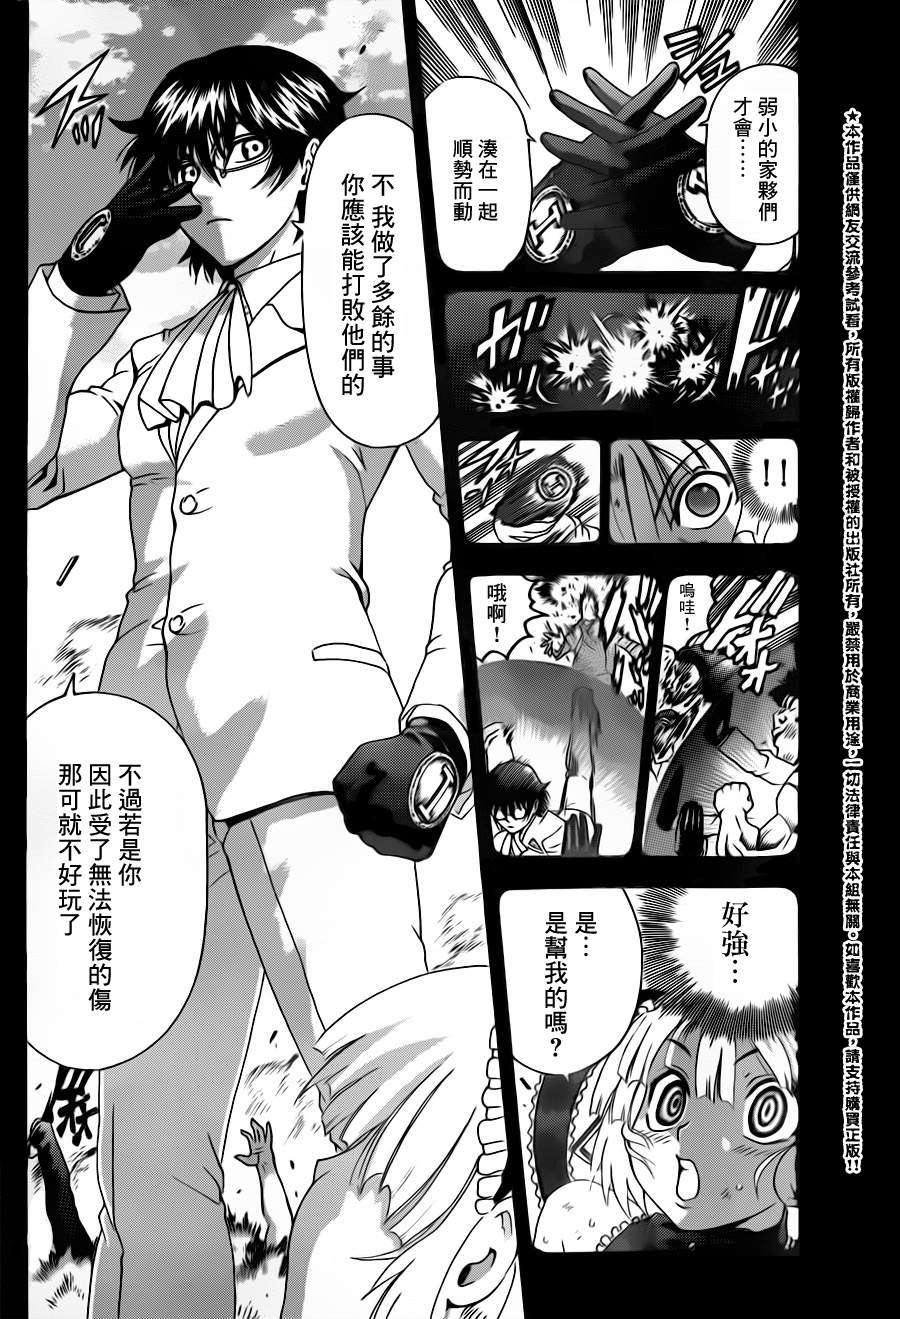 弱小的家夥們
才會……
湊在一起
順勢而動
!!
嗚哇!
哦啊!
好強…
是…
是幫我的嗎?
不 我做了多餘的事
你應該能打敗他們的
不過若是你
因此受了無法恢復的傷
那可就不好玩了
★本作品僅供網友交流參考試看，所有版權歸作者和被授權的出版社所有，嚴禁用於商業用途，一切法律責任與本組無關。如喜歡本作品，請支持購買正版!!